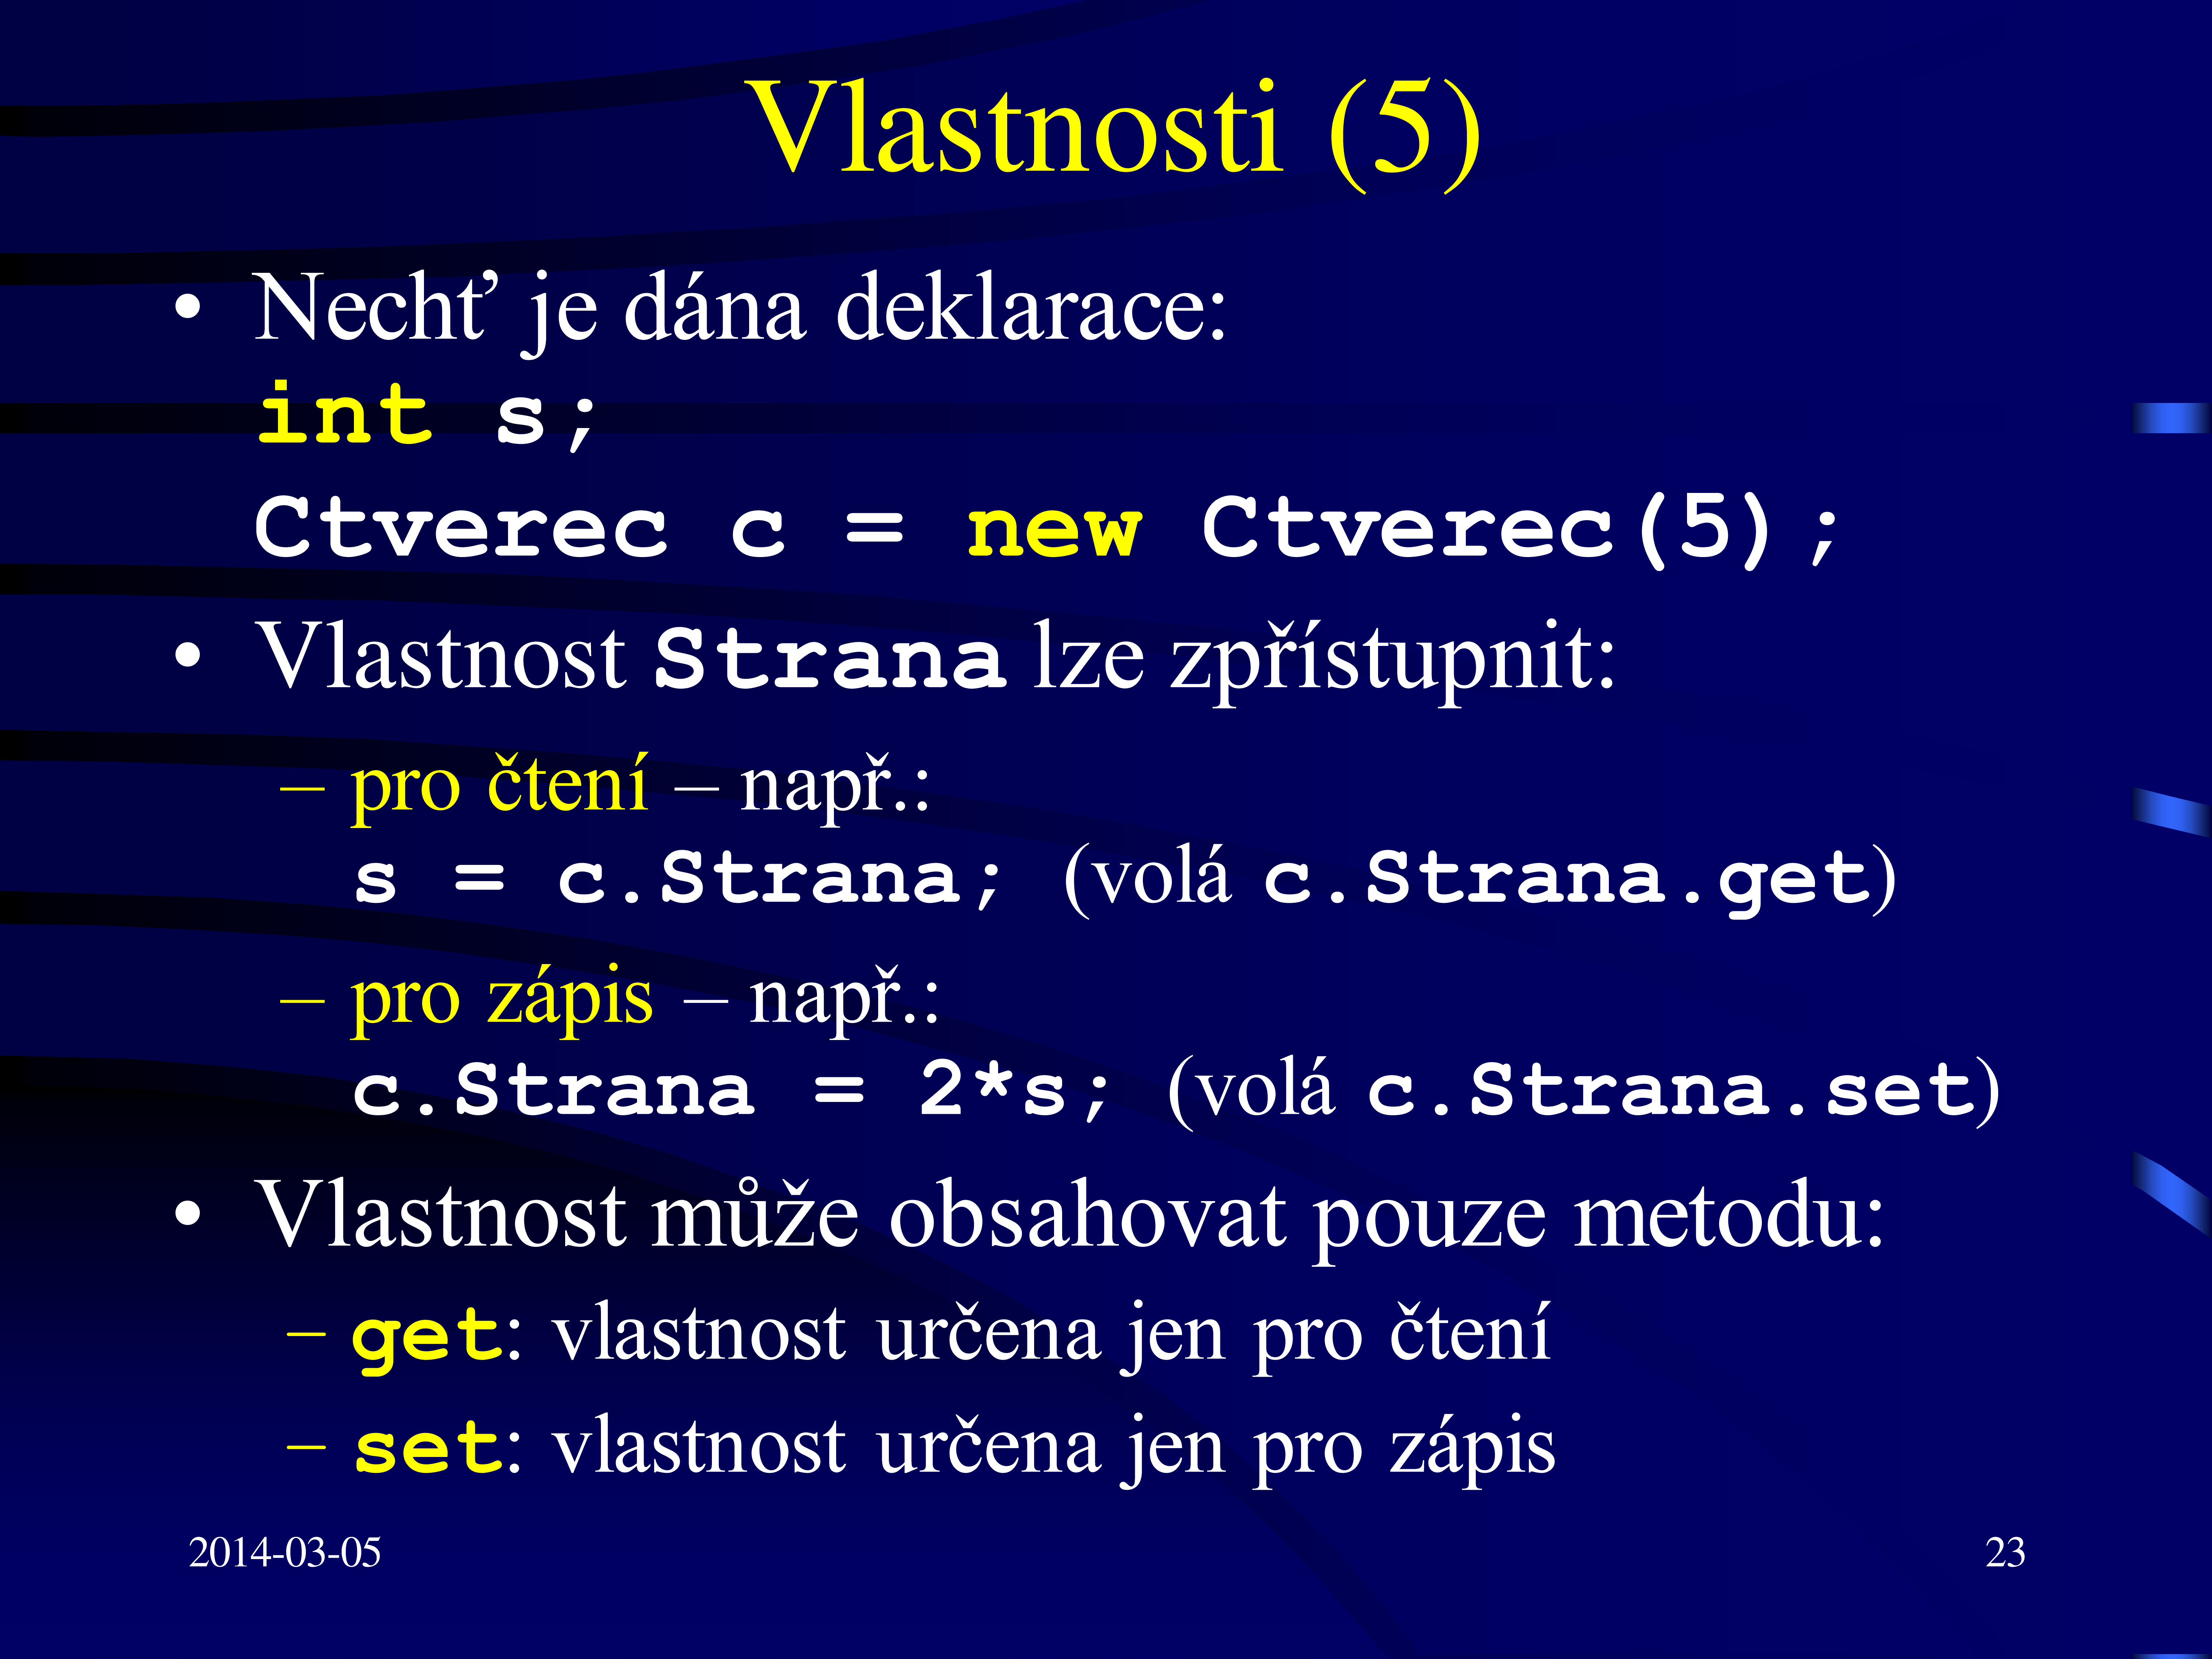 Vlastnosti (5)
• Nechť je dána deklarace:
int s;
Ctverec c = new Ctverec(5);
• Vlastnost Strana lze zpřístupnit:
– pro čtení – např.:
s = c.Strana; (volá c.Strana.get)
– pro zápis – např.:
c.Strana = 2*s; (volá c.Strana.set)
• Vlastnost může obsahovat pouze metodu:
– get: vlastnost určena jen pro čtení
– set: vlastnost určena jen pro zápis
2014-03-05
23